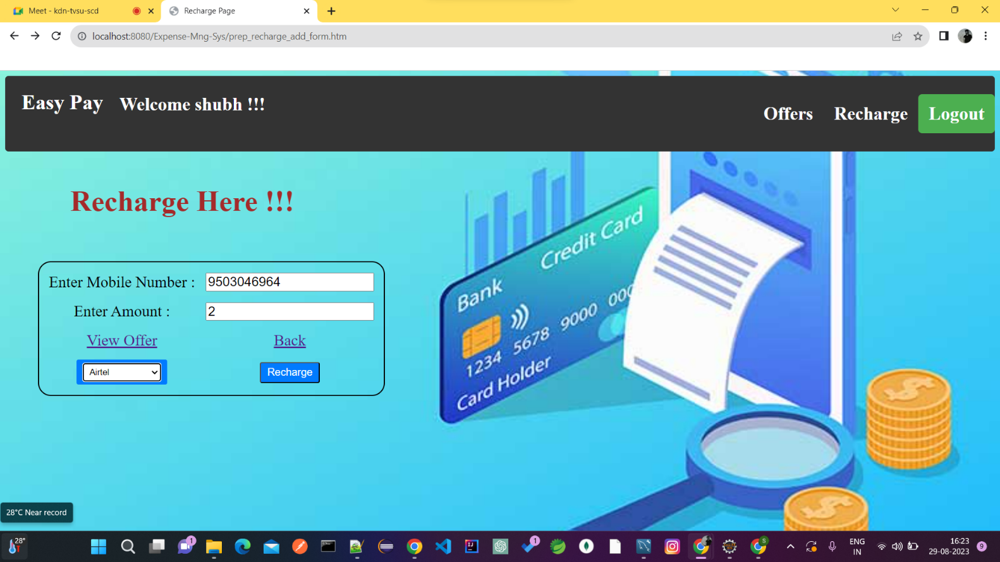 Meet - kdn-tvsu-scd
Recharge Page
localhost:8080/Expense-Mng-Sys/prep_recharge_add_form.htm
Easy Pay Welcome shubh !!!
Offers Recharge Logout
Recharge Here !!!
Enter Mobile Number : 9503046964
Enter Amount : 2
View Offer Back
Airtel Recharge
Credit Card
Bank
1234 5678 9000 000
Card Holder
28°C Near record
28°
1
1
S
ENG
IN
16:23
29-08-2023
9